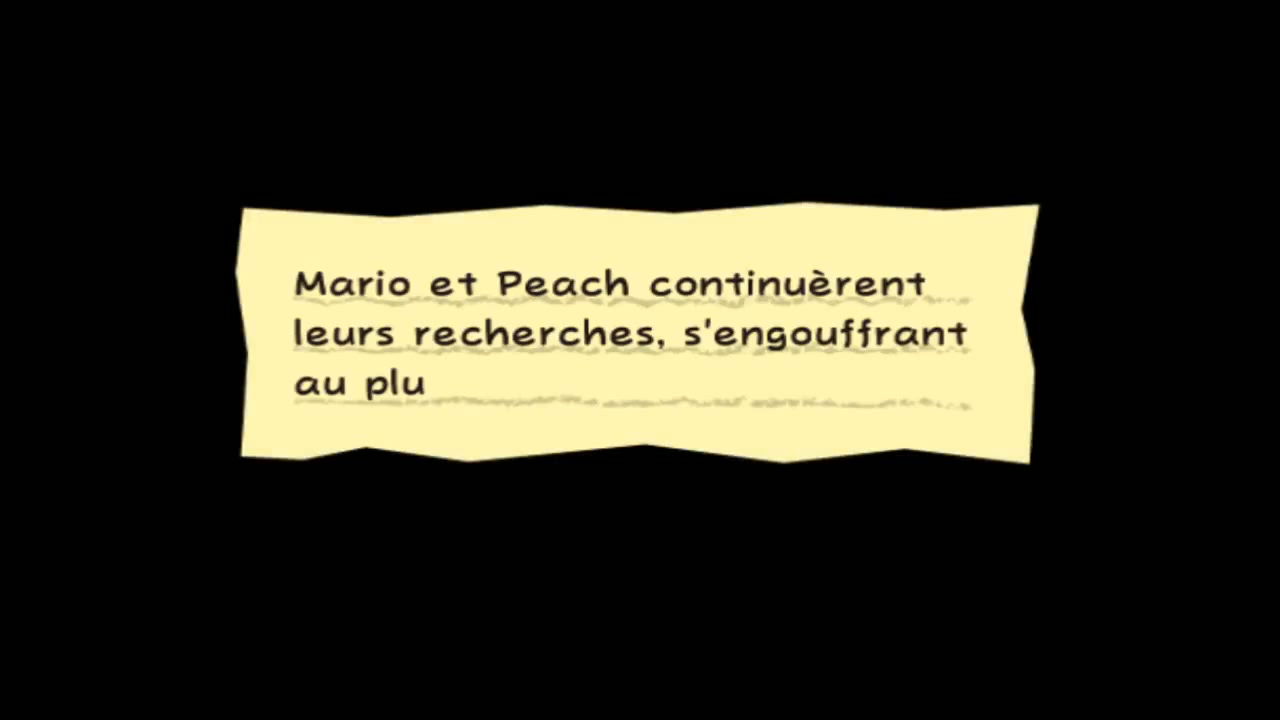 Mario et Peach continuèrent
leurs recherches, s'engouffrant
au plu